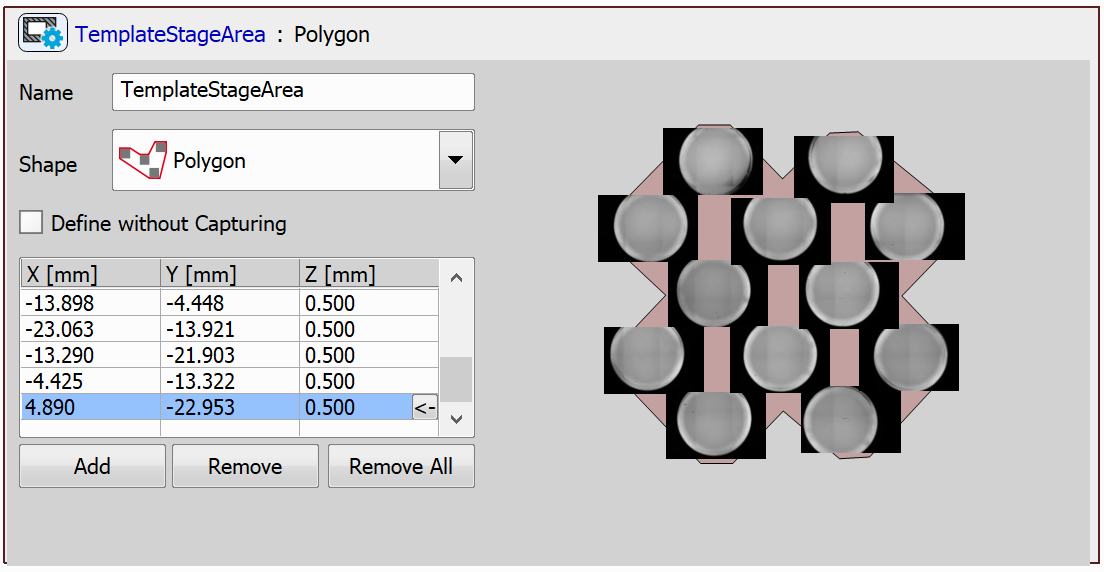 TemplateStageArea : Polygon
Name TemplateStageArea
Shape Polygon
Define without Capturing
X [mm] Y [mm] Z [mm]
-13.898 -4.448 0.500
-23.063 -13.921 0.500
-13.290 -21.903 0.500
-4.425 -13.322 0.500
4.890 -22.953 0.500 <-
Add Remove Remove All